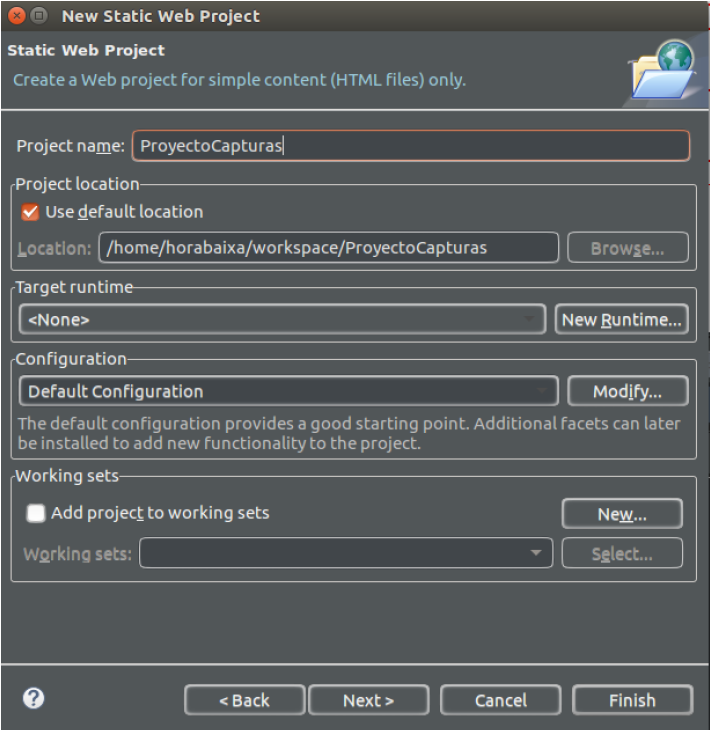 New Static Web Project
Static Web Project
Create a Web project for simple content (HTML files) only.
Project name: ProyectoCapturas
Project location
Use default location
Location: /home/horabaixa/workspace/ProyectoCapturas Browse...
Target runtime
<None> New Runtime...
Configuration
Default Configuration Modify...
The default configuration provides a good starting point. Additional facets can later
be installed to add new functionality to the project.
Working sets
Add project to working sets New...
Working sets: Select...
? < Back Next > Cancel Finish